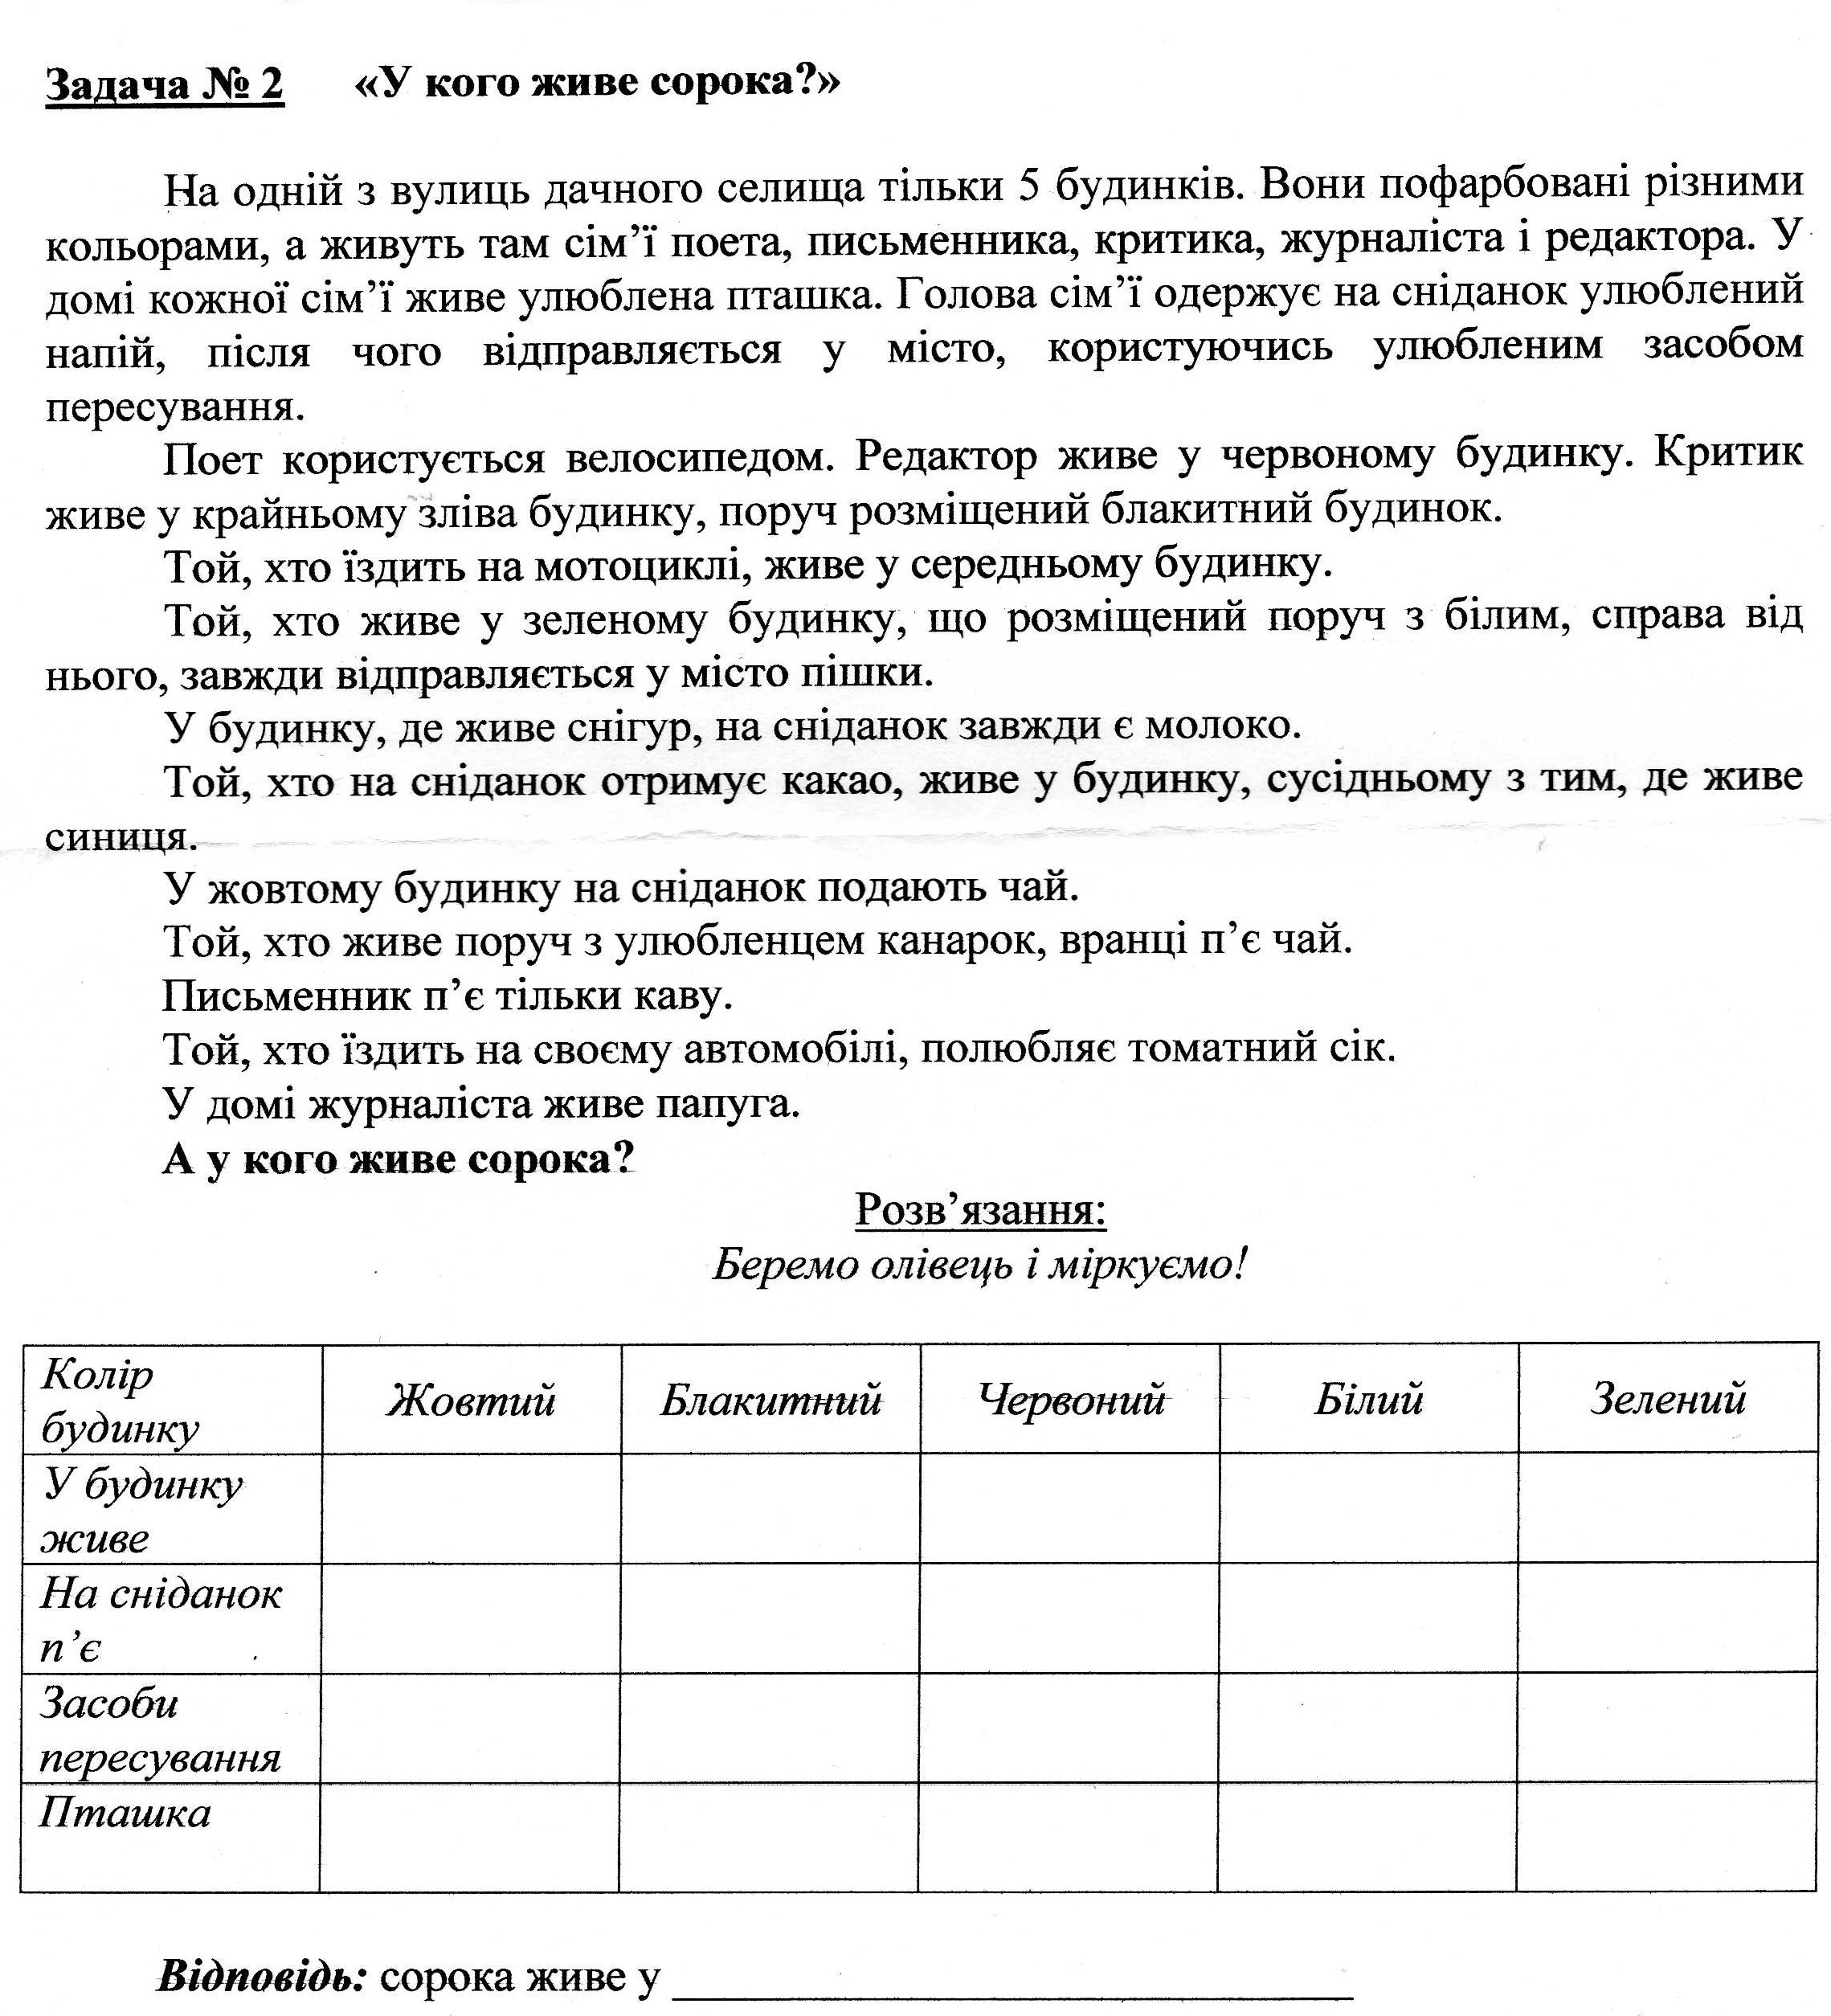 Задача № 2 «У кого живе сорока?»
На одній з вулиць дачного селища тільки 5 будинків. Вони пофарбовані різними
кольорами, а живуть там сім’ї поета, письменника, критика, журналіста і редактора. У
домі кожної сім’ї живе улюблена пташка. Голова сім’ї одержує на сніданок улюблений
напій, після чого відправляється у місто, користуючись улюбленим засобом
пересування.
Поет користується велосипедом. Редактор живе у червоному будинку. Критик
живе у крайньому зліва будинку, поруч розміщений блакитний будинок.
Той, хто їздить на мотоциклі, живе у середньому будинку.
Той, хто живе у зеленому будинку, що розміщений поруч з білим, справа від
нього, завжди відправляється у місто пішки.
У будинку, де живе снігур, на сніданок завжди є молоко.
Той, хто на сніданок отримує какао, живе у будинку, сусідньому з тим, де живе
синиця.
У жовтому будинку на сніданок подають чай.
Той, хто живе поруч з улюбленцем канарок, вранці п’є чай.
Письменник п’є тільки каву.
Той, хто їздить на своєму автомобілі, полюбляє томатний сік.
У домі журналіста живе папуга.
А у кого живе сорока?
Розв’язання:
Беремо олівець і міркуємо!
Колір
будинку
Жовтий
Блакитний
Червоний
Білий
Зелений
У будинку
живе
На сніданок
п’є
Засоби
пересування
Пташка
Відповідь: сорока живе у